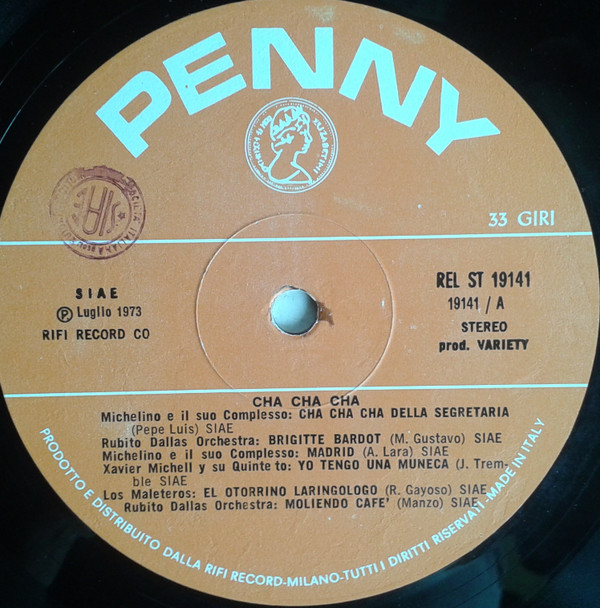 PENNY
ELIZABETH II
SIAE
33 GIRI
S I A E
Ⓟ Luglio 1973
RIFI RECORD CO
REL ST 19141
19141 / A
STEREO
prod. VARIETY
CHA CHA CHA
Michelino e il suo Complesso: CHA CHA CHA DELLA SEGRETARIA
(Pepe Luis) SIAE
Rubito Dallas Orchestra: BRIGITTE BARDOT (M. Gustavo) SIAE
Michelino e il suo Complesso: MADRID (A. Lara) SIAE
Xavier Michell y su Quinteto: YO TENGO UNA MUNECA (J. Trem-
ble SIAE
Los Maleteros: EL OTORRINO LARINGOLOGO (R. Gayoso) SIAE
Rubito Dallas Orchestra: MOLIENDO CAFE' (Manzo) SIAE
PRODOTTO E DISTRIBUITO DALLA RIFI RECORD-MILANO-TUTTI I DIRITTI RISERVATI-MADE IN ITALY